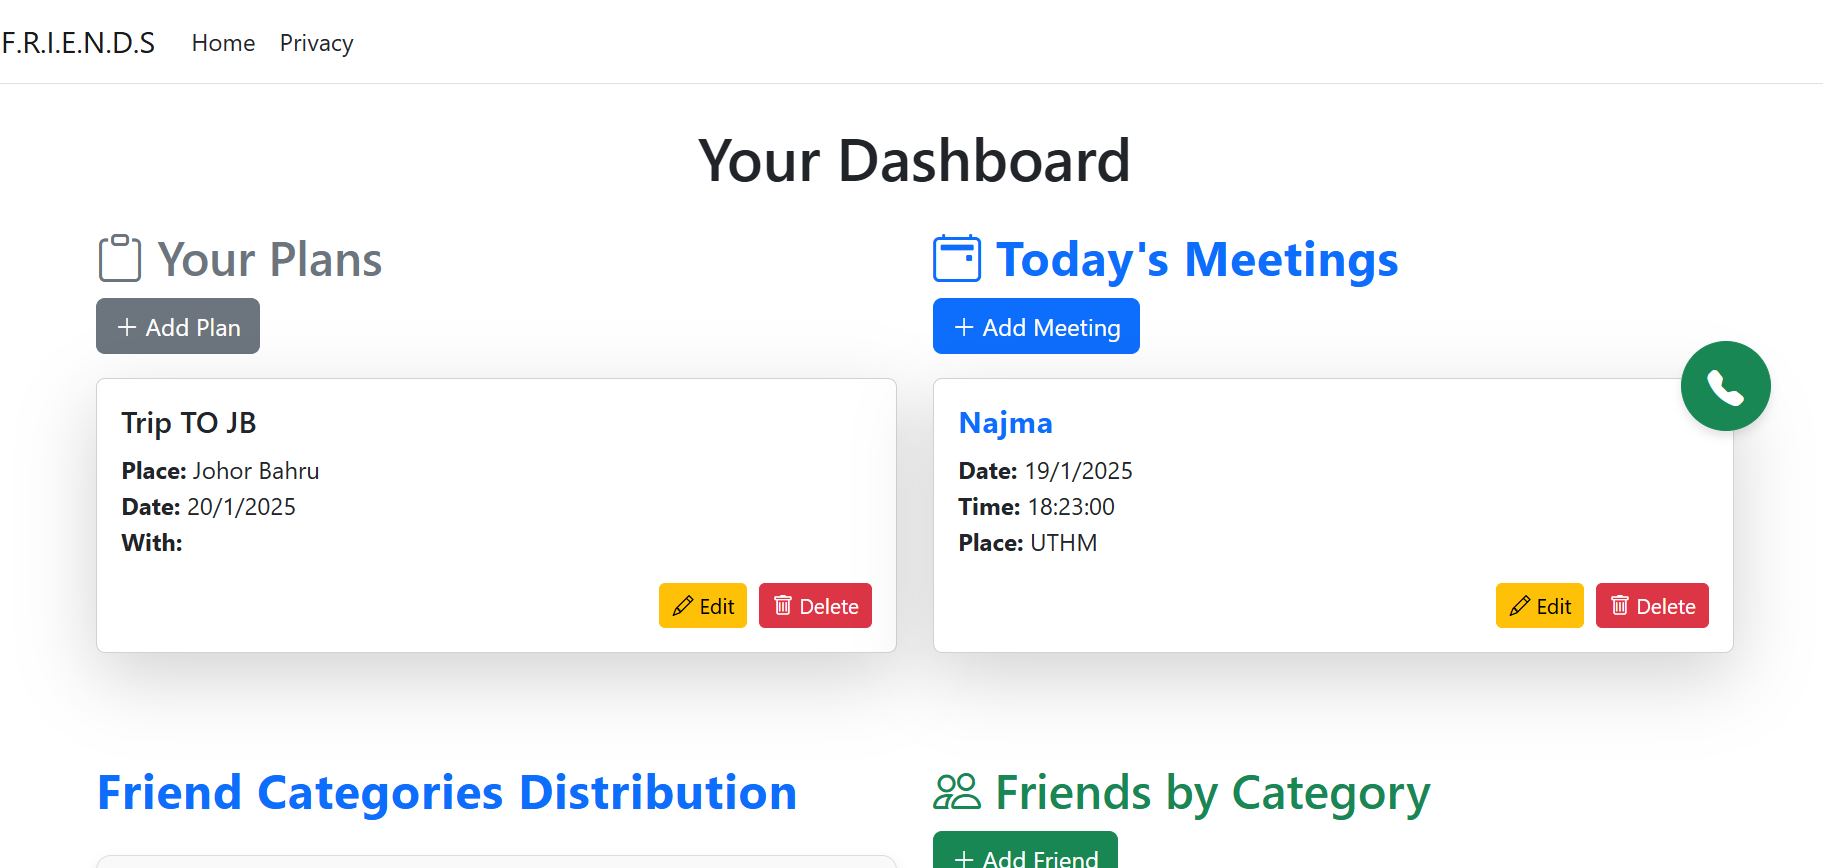 F.R.I.E.N.D.S Home Privacy
Your Dashboard
Your Plans
+ Add Plan
Trip TO JB
Place: Johor Bahru
Date: 20/1/2025
With:
Edit Delete
Today's Meetings
+ Add Meeting
Najma
Date: 19/1/2025
Time: 18:23:00
Place: UTHM
Edit Delete
Friend Categories Distribution
Friends by Category
+ Add Friend